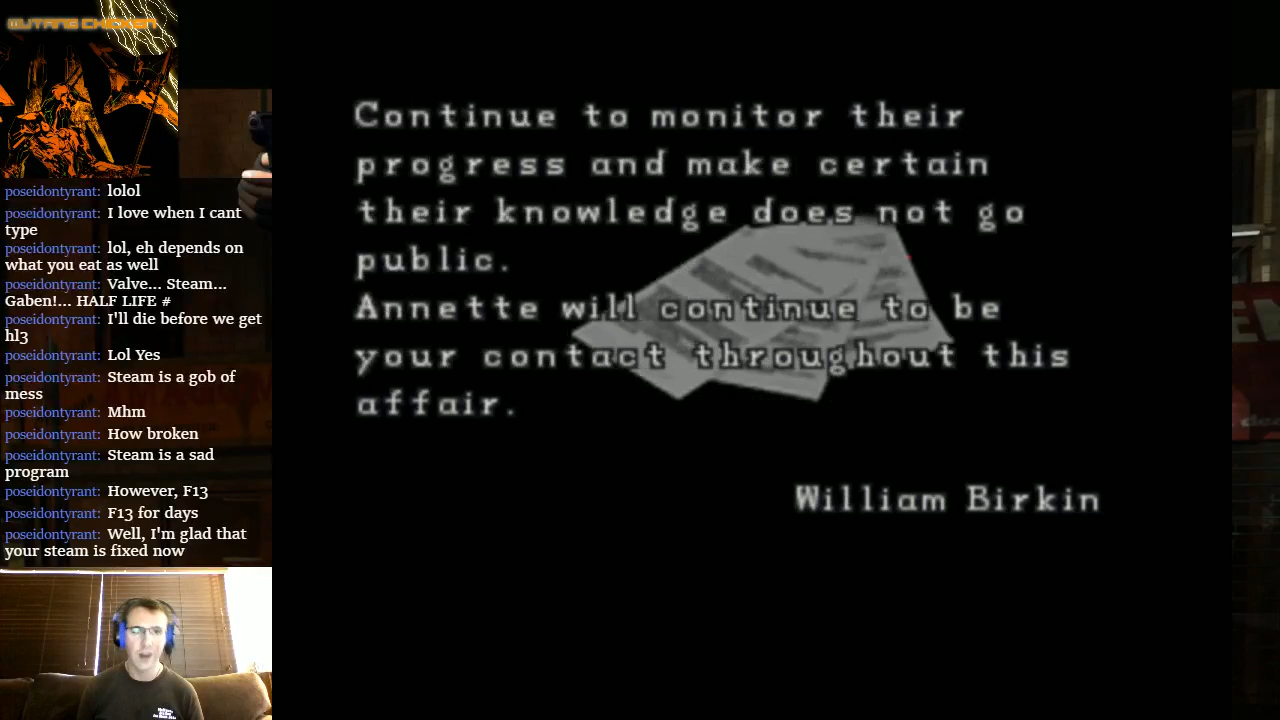 WUTANG CHICKEN
poseidontyrant: lolol
poseidontyrant: I love when I cant
type
poseidontyrant: lol, eh depends on
what you eat as well
poseidontyrant: Valve... Steam...
Gaben!... HALF LIFE #
poseidontyrant: I'll die before we get
hl3
poseidontyrant: Lol Yes
poseidontyrant: Steam is a gob of
mess
poseidontyrant: Mhm
poseidontyrant: How broken
poseidontyrant: Steam is a sad
program
poseidontyrant: However, F13
poseidontyrant: F13 for days
poseidontyrant: Well, I'm glad that
your steam is fixed now
Continue to monitor their
progress and make certain
their knowledge does not go
public.
Annette will continue to be
your contact throughout this
affair.
William Birkin